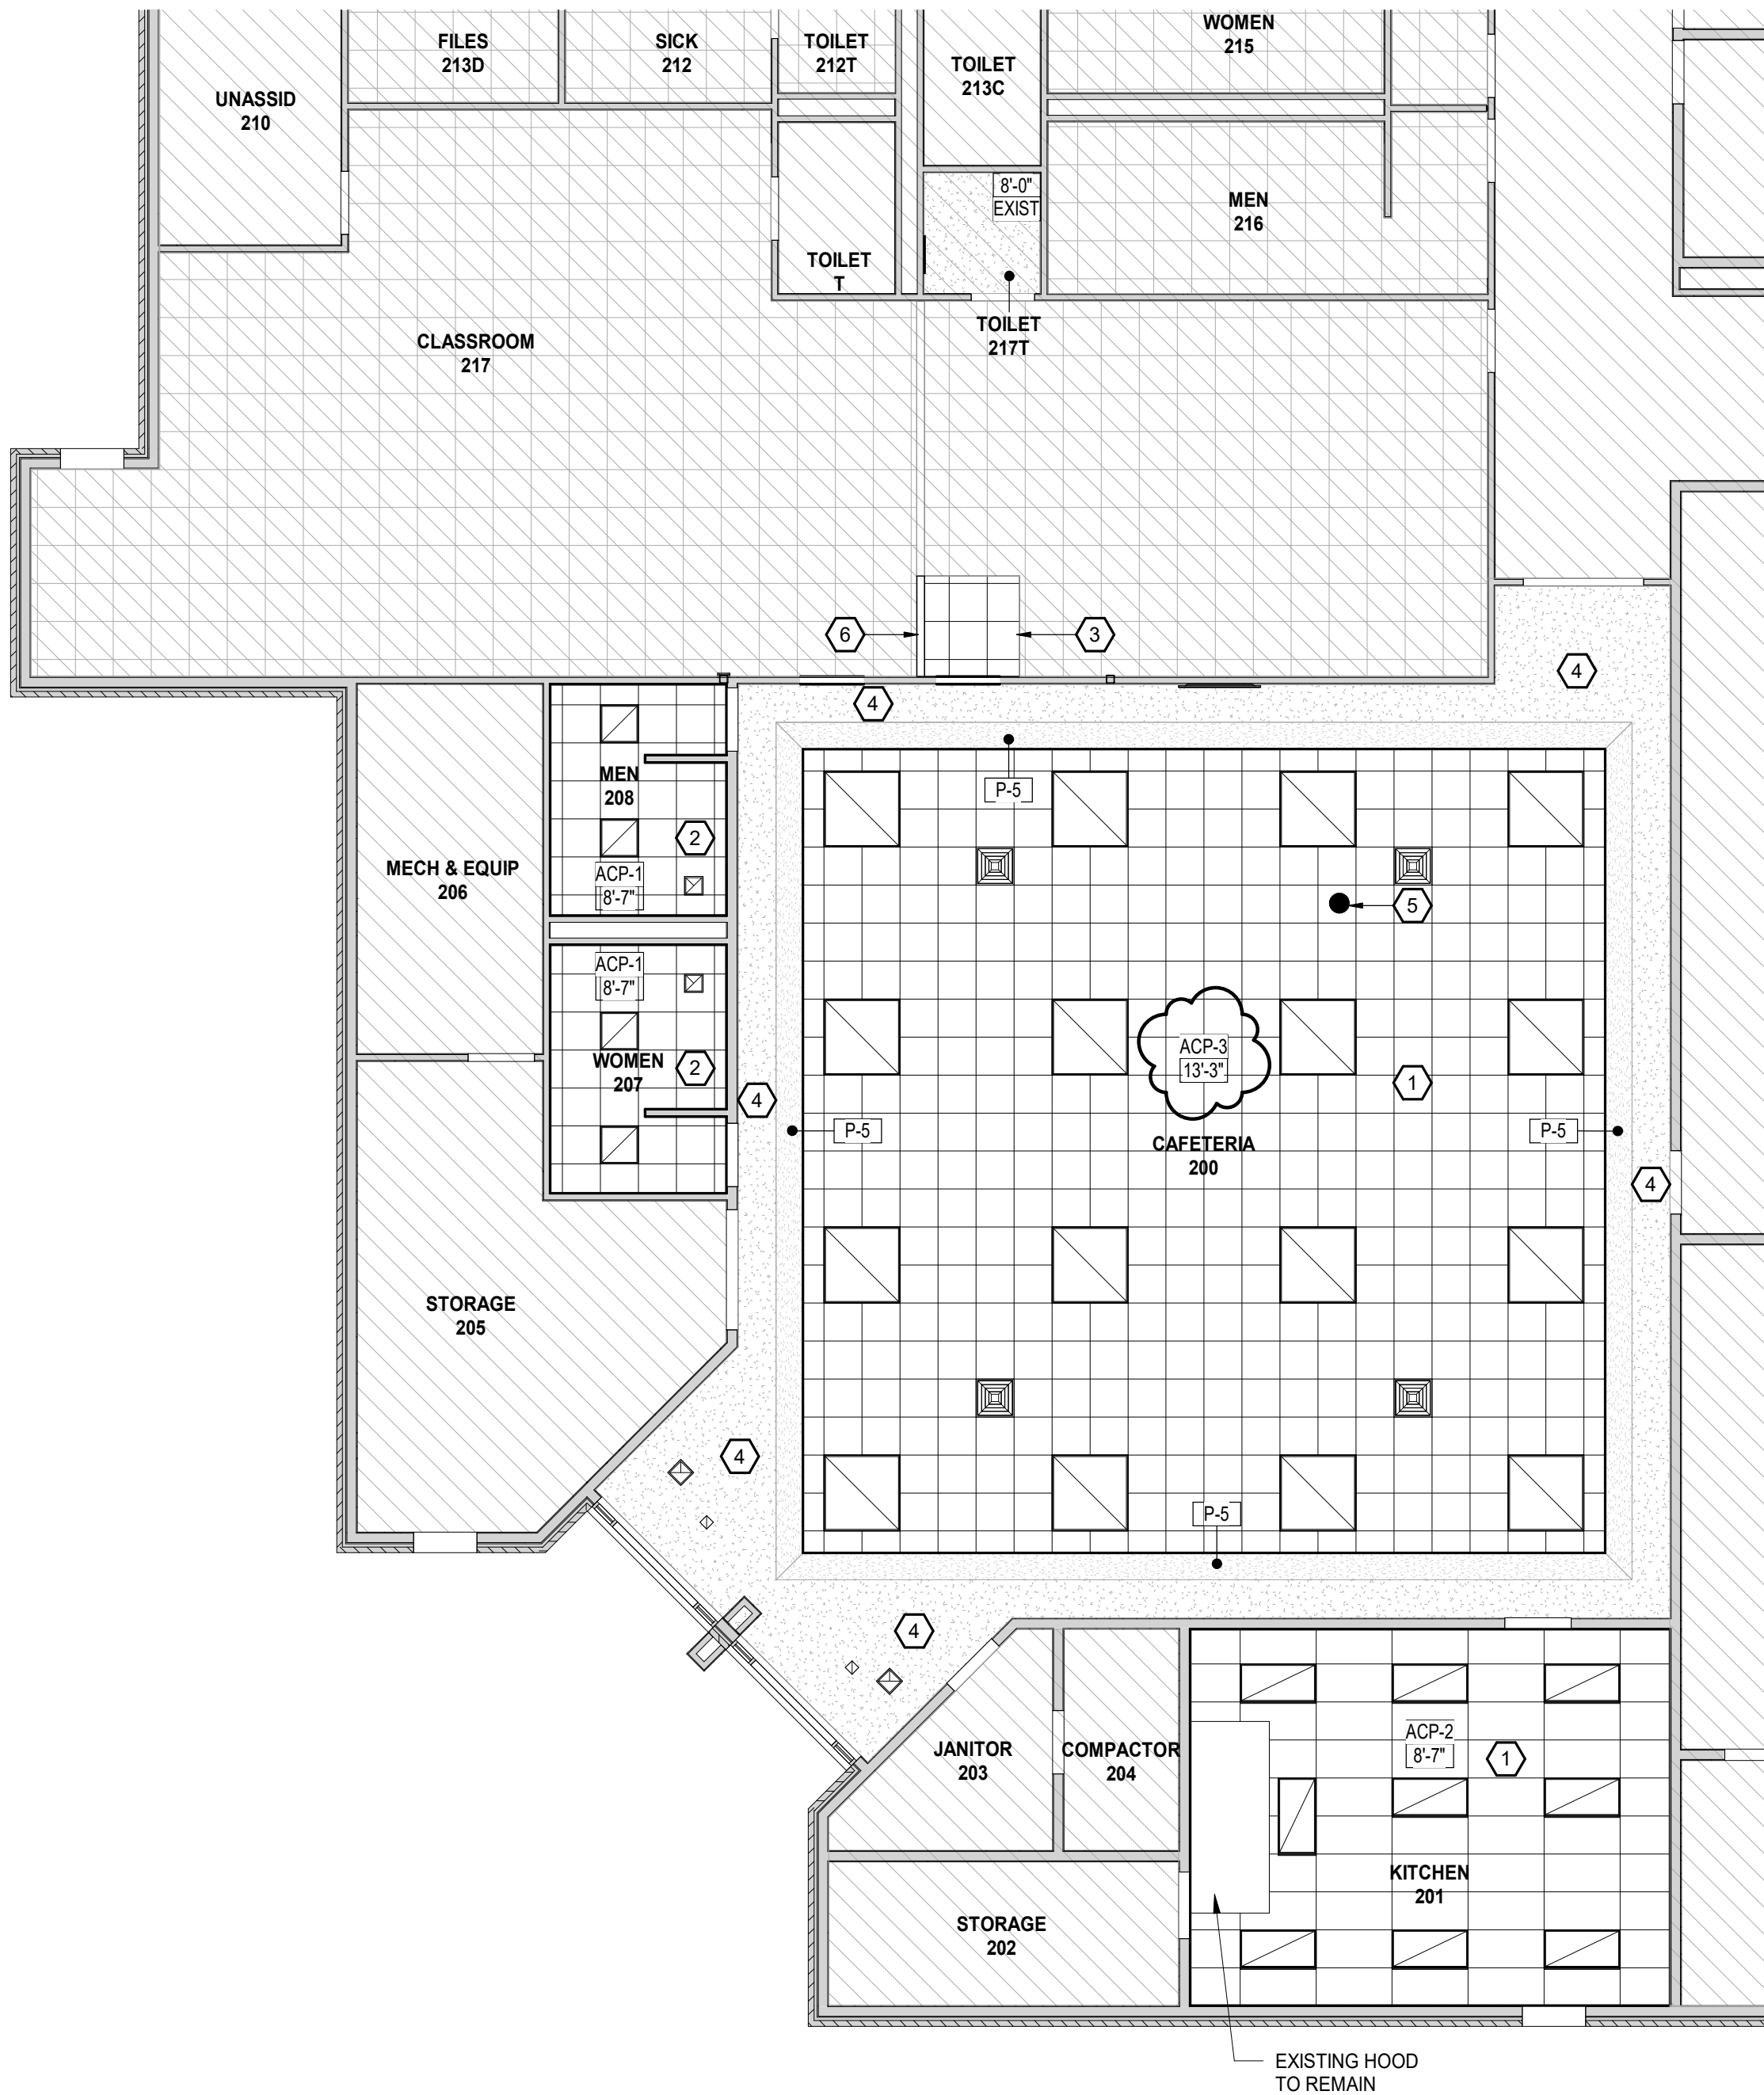 FILES
213D
SICK
212
TOILET
212T
TOILET
213C
WOMEN
215
UNASSID
210
8'-0"
EXIST
MEN
216
TOILET
T
TOILET
217T
CLASSROOM
217
6
3
4
4
MEN
208
P-5
2
MECH & EQUIP
206
ACP-1
8'-7"
5
ACP-1
8'-7"
WOMEN
207
2
ACP-3
13'-3"
1
4
P-5
P-5
CAFETERIA
200
4
STORAGE
205
4
P-5
4
JANITOR
203
COMPACTOR
204
ACP-2
8'-7"
1
KITCHEN
201
STORAGE
202
EXISTING HOOD
TO REMAIN